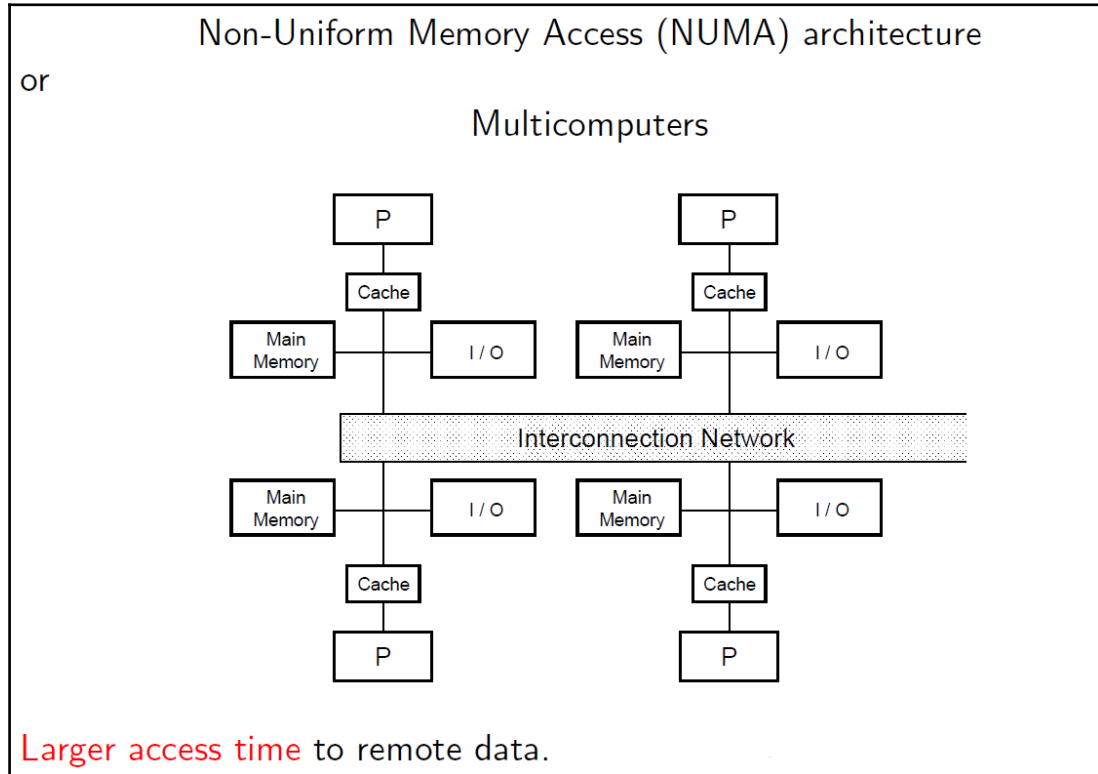 Non-Uniform Memory Access (NUMA) architecture
or
Multicomputers
P
P
Cache
Cache
Main
Memory
I / O
Main
Memory
I / O
Interconnection Network
Main
Memory
I / O
Main
Memory
I / O
Cache
Cache
P
P
Larger access time to remote data.